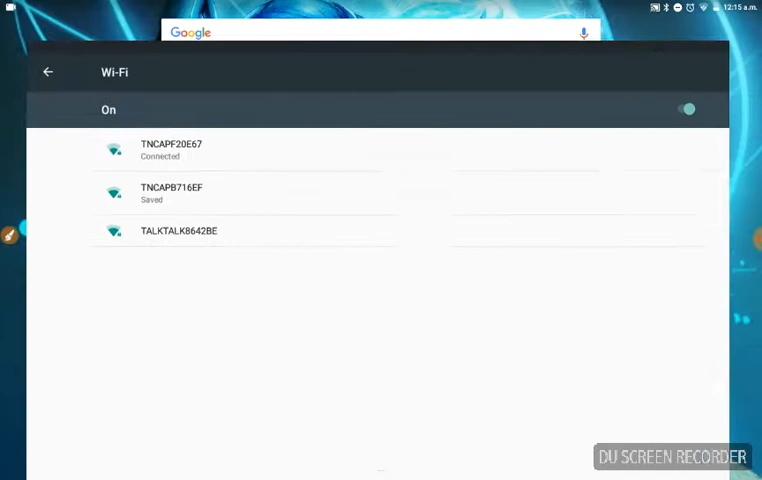 12:15 a.m.
Google
Wi-Fi
On
TNCAPF20E67
Connected
TNCAPB716EF
Saved
TALKTALK8642BE
DU SCREEN RECORDER